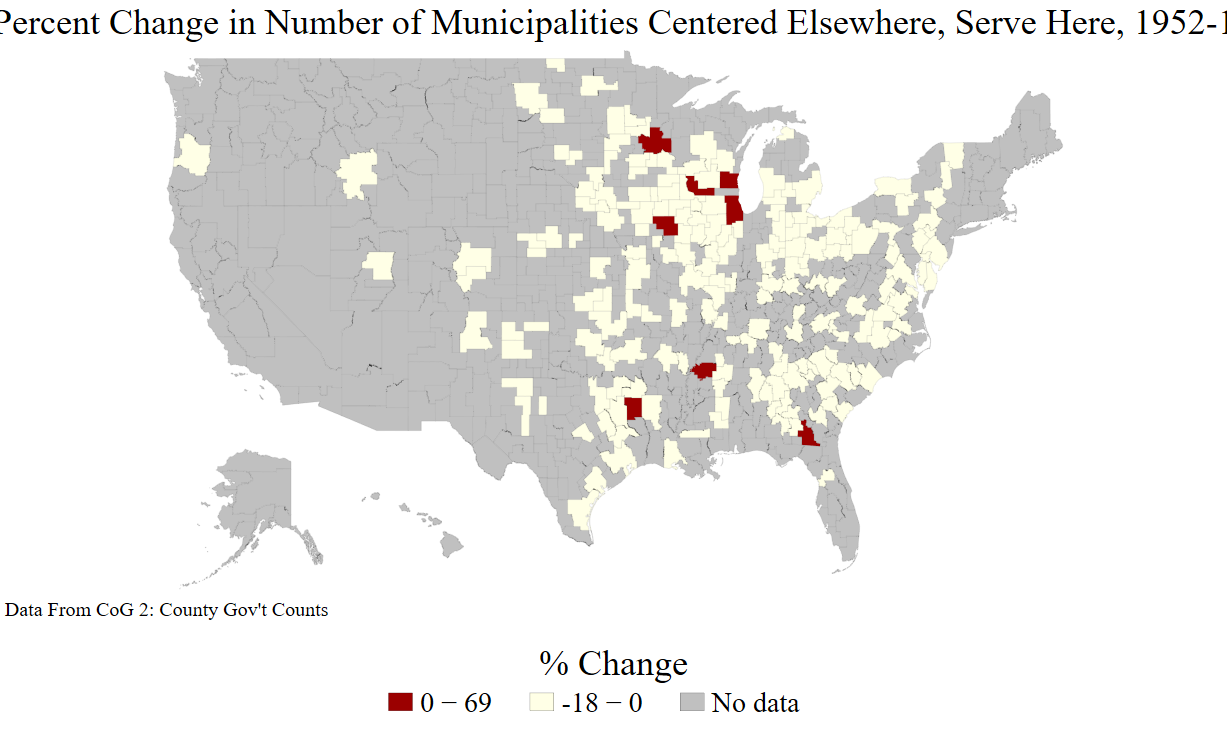 Percent Change in Number of Municipalities Centered Elsewhere, Serve Here, 1952-1
Data From CoG 2: County Gov't Counts
% Change
0 − 69 -18 − 0 No data